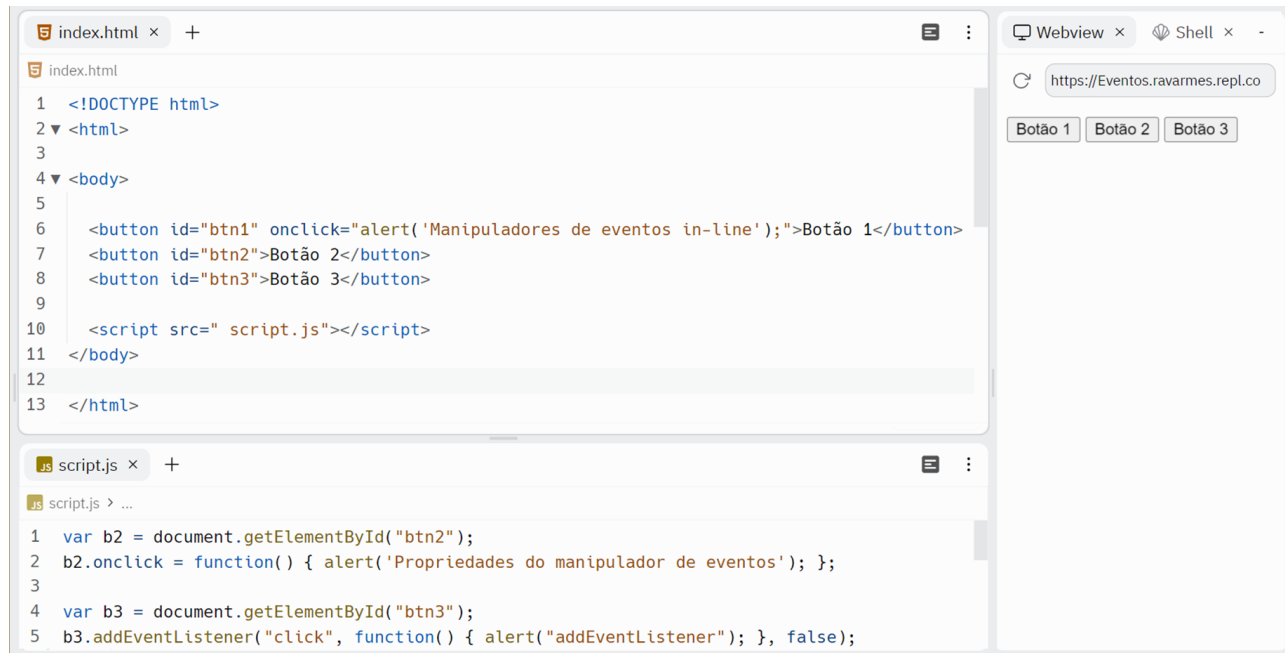 index.html × +
index.html
1 <!DOCTYPE html>
2 <html>
3
4 <body>
5
6 <button id="btn1" onclick="alert('Manipuladores de eventos in-line');">Botão 1</button>
7 <button id="btn2">Botão 2</button>
8 <button id="btn3">Botão 3</button>
9
10 <script src=" script.js"></script>
11 </body>
12
13 </html>
script.js × +
script.js > ...
1 var b2 = document.getElementById("btn2");
2 b2.onclick = function() { alert('Propriedades do manipulador de eventos'); };
3
4 var b3 = document.getElementById("btn3");
5 b3.addEventListener("click", function() { alert("addEventListener"); }, false);
Webview × Shell × -
https://Eventos.ravarmes.repl.co
Botão 1 Botão 2 Botão 3